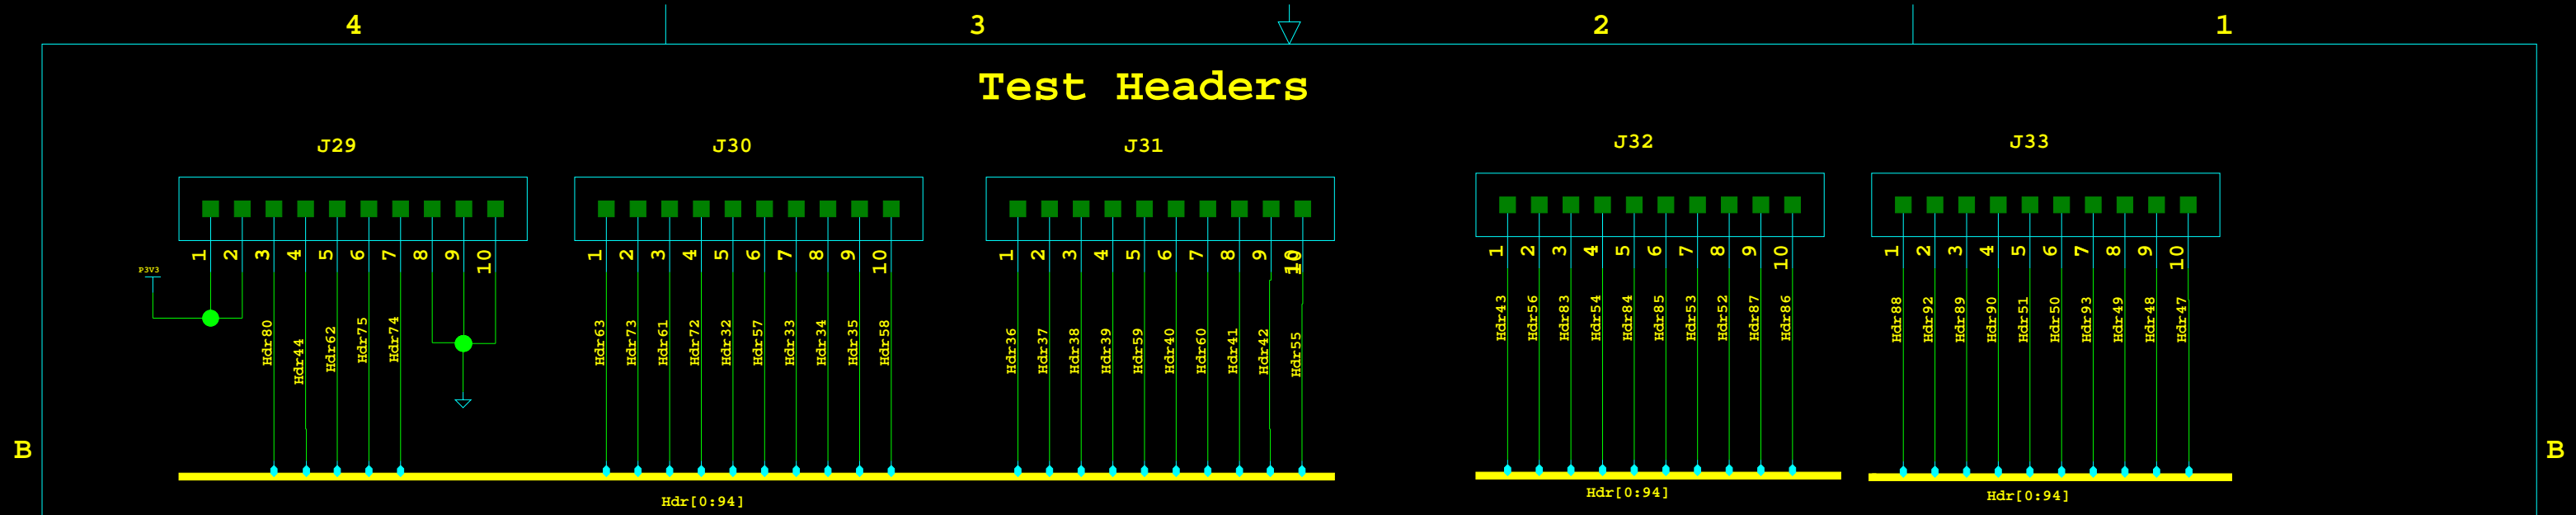 4 3 2 1
Test Headers
J29 J30 J31 J32 J33
1 2 3 4 5 6 7 8 9 10
1 2 3 4 5 6 7 8 9 10
1 2 3 4 5 6 7 8 9 10
1 2 3 4 5 6 7 8 9 10
1 2 3 4 5 6 7 8 9 10
P3V3
Hdr80 Hdr44 Hdr62 Hdr75 Hdr74
Hdr63 Hdr73 Hdr61 Hdr72 Hdr32 Hdr57 Hdr33 Hdr34 Hdr35 Hdr58
Hdr36 Hdr37 Hdr38 Hdr39 Hdr59 Hdr40 Hdr60 Hdr41 Hdr42 Hdr55
Hdr43 Hdr56 Hdr83 Hdr54 Hdr84 Hdr85 Hdr53 Hdr52 Hdr87 Hdr86
Hdr88 Hdr92 Hdr89 Hdr90 Hdr51 Hdr50 Hdr93 Hdr49 Hdr48 Hdr47
B B
Hdr[0:94] Hdr[0:94] Hdr[0:94]